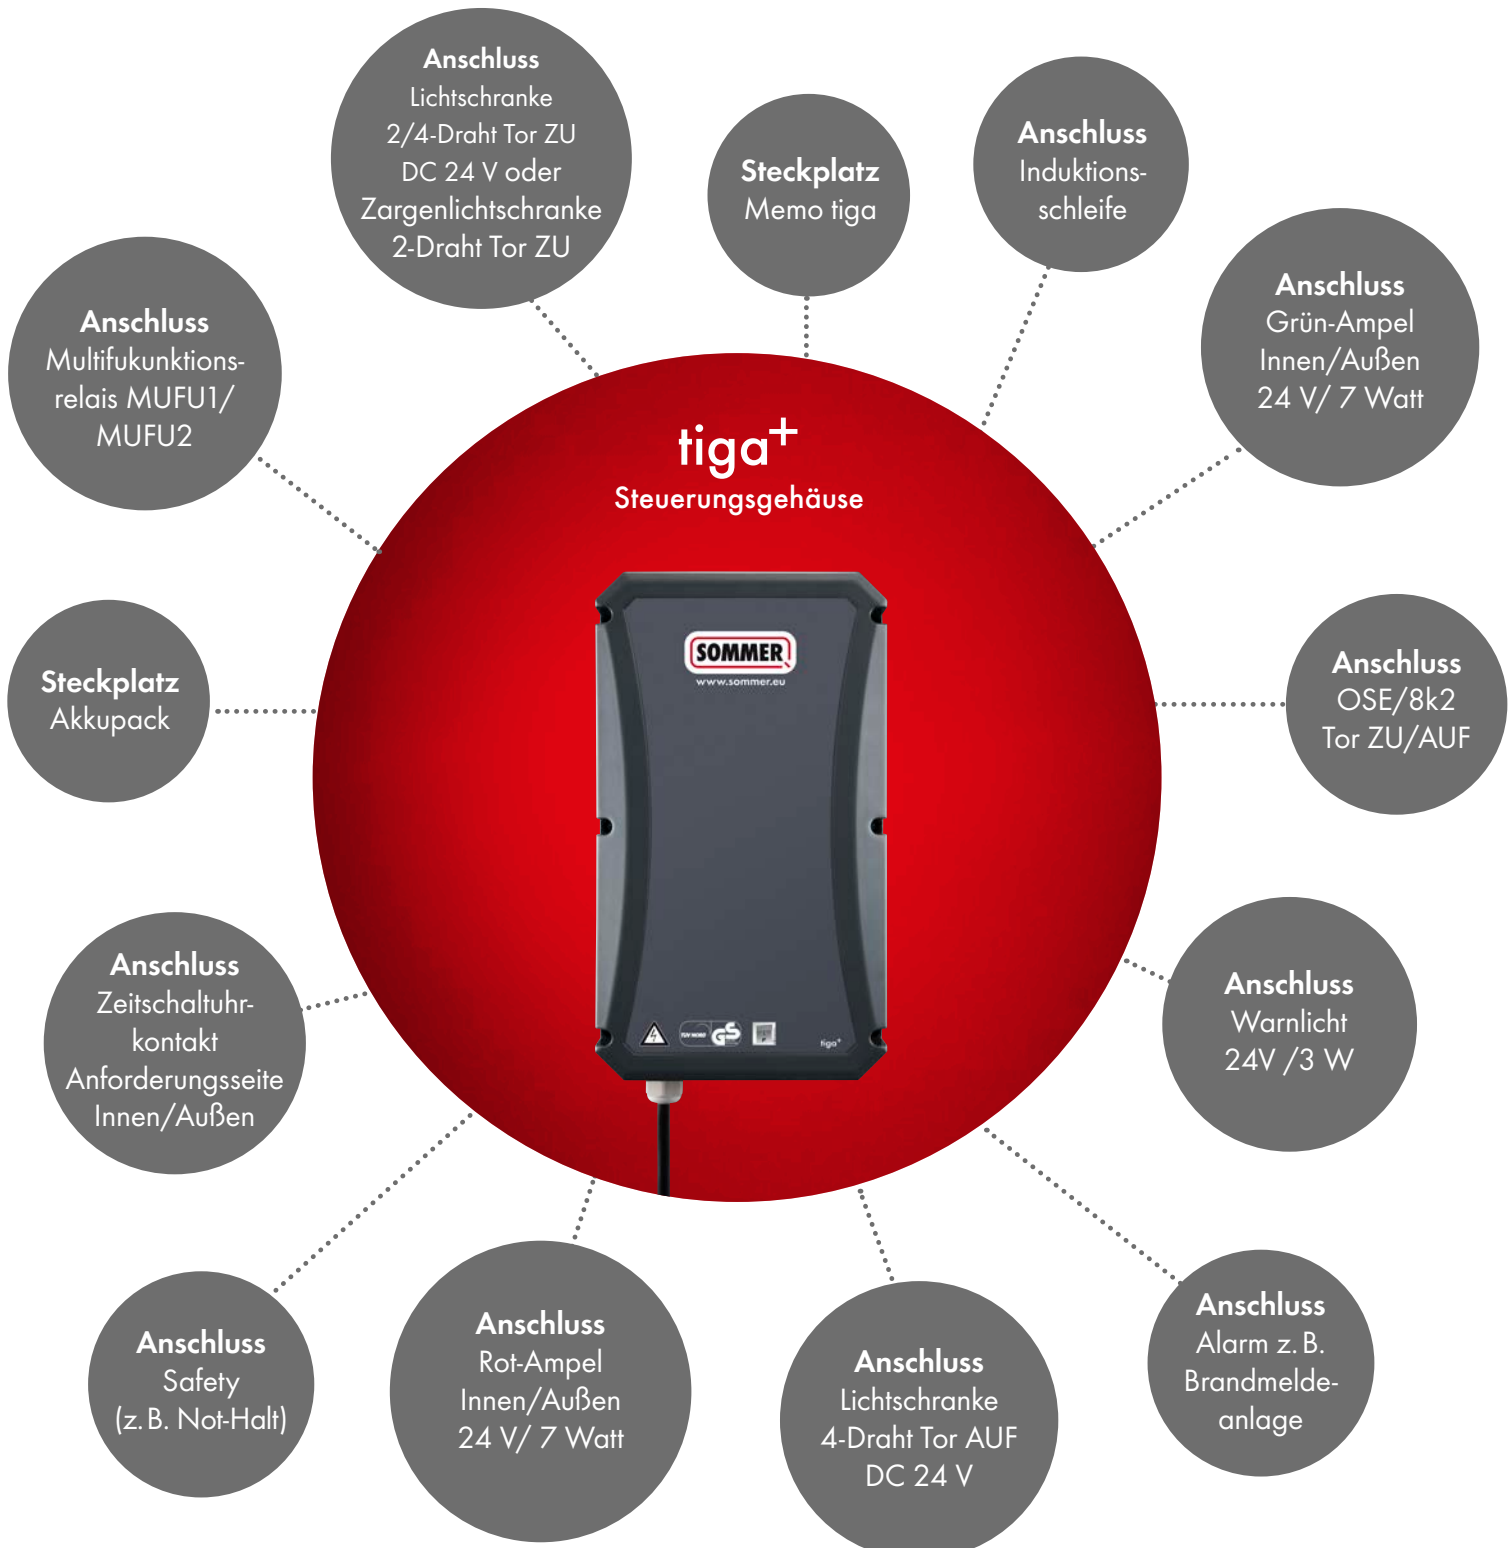 Anschluss
Lichtschranke
2/4-Draht Tor ZU
DC 24 V oder
Zargenlichtschranke
2-Draht Tor ZU
Steckplatz
Memo tiga
Anschluss
Induktions-
schleife
Anschluss
Grün-Ampel
Innen/Außen
24 V/ 7 Watt
Anschluss
Multifukunktions-
relais MUFU1/
MUFU2
tiga+
Steuerungsgehäuse
SOMMER
www.sommer.eu
Steckplatz
Akkupack
Anschluss
OSE/8k2
Tor ZU/AUF
Anschluss
Zeitschaltuhr-
kontakt
Anforderungsseite
Innen/Außen
Anschluss
Warnlicht
24V /3 W
TÜV NORD
GS
tiga+
Anschluss
Safety
(z. B. Not-Halt)
Anschluss
Rot-Ampel
Innen/Außen
24 V/ 7 Watt
Anschluss
Lichtschranke
4-Draht Tor AUF
DC 24 V
Anschluss
Alarm z. B.
Brandmelde-
anlage